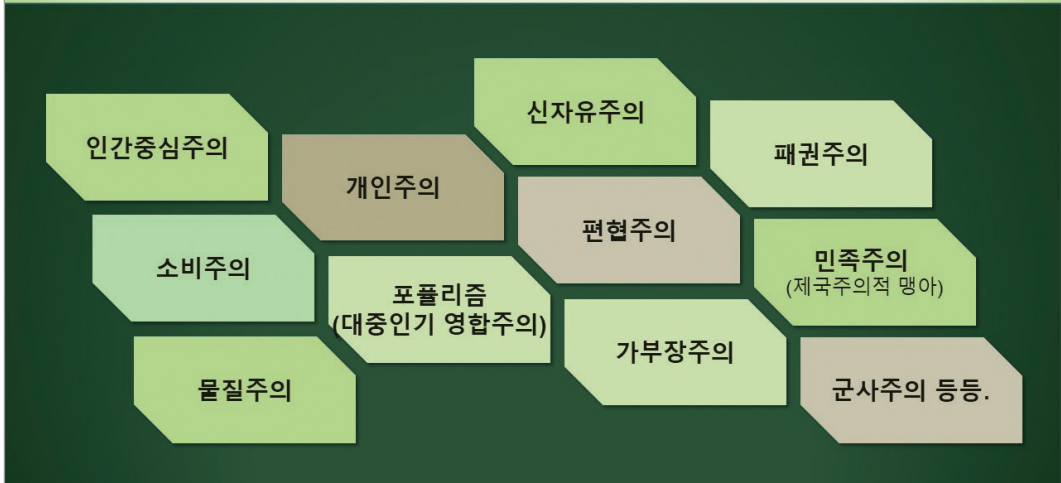 인간중심주의
개인주의
신자유주의
패권주의
소비주의
포퓰리즘
(대중인기 영합주의)
편협주의
민족주의
(제국주의적 맹아)
물질주의
가부장주의
군사주의 등등.